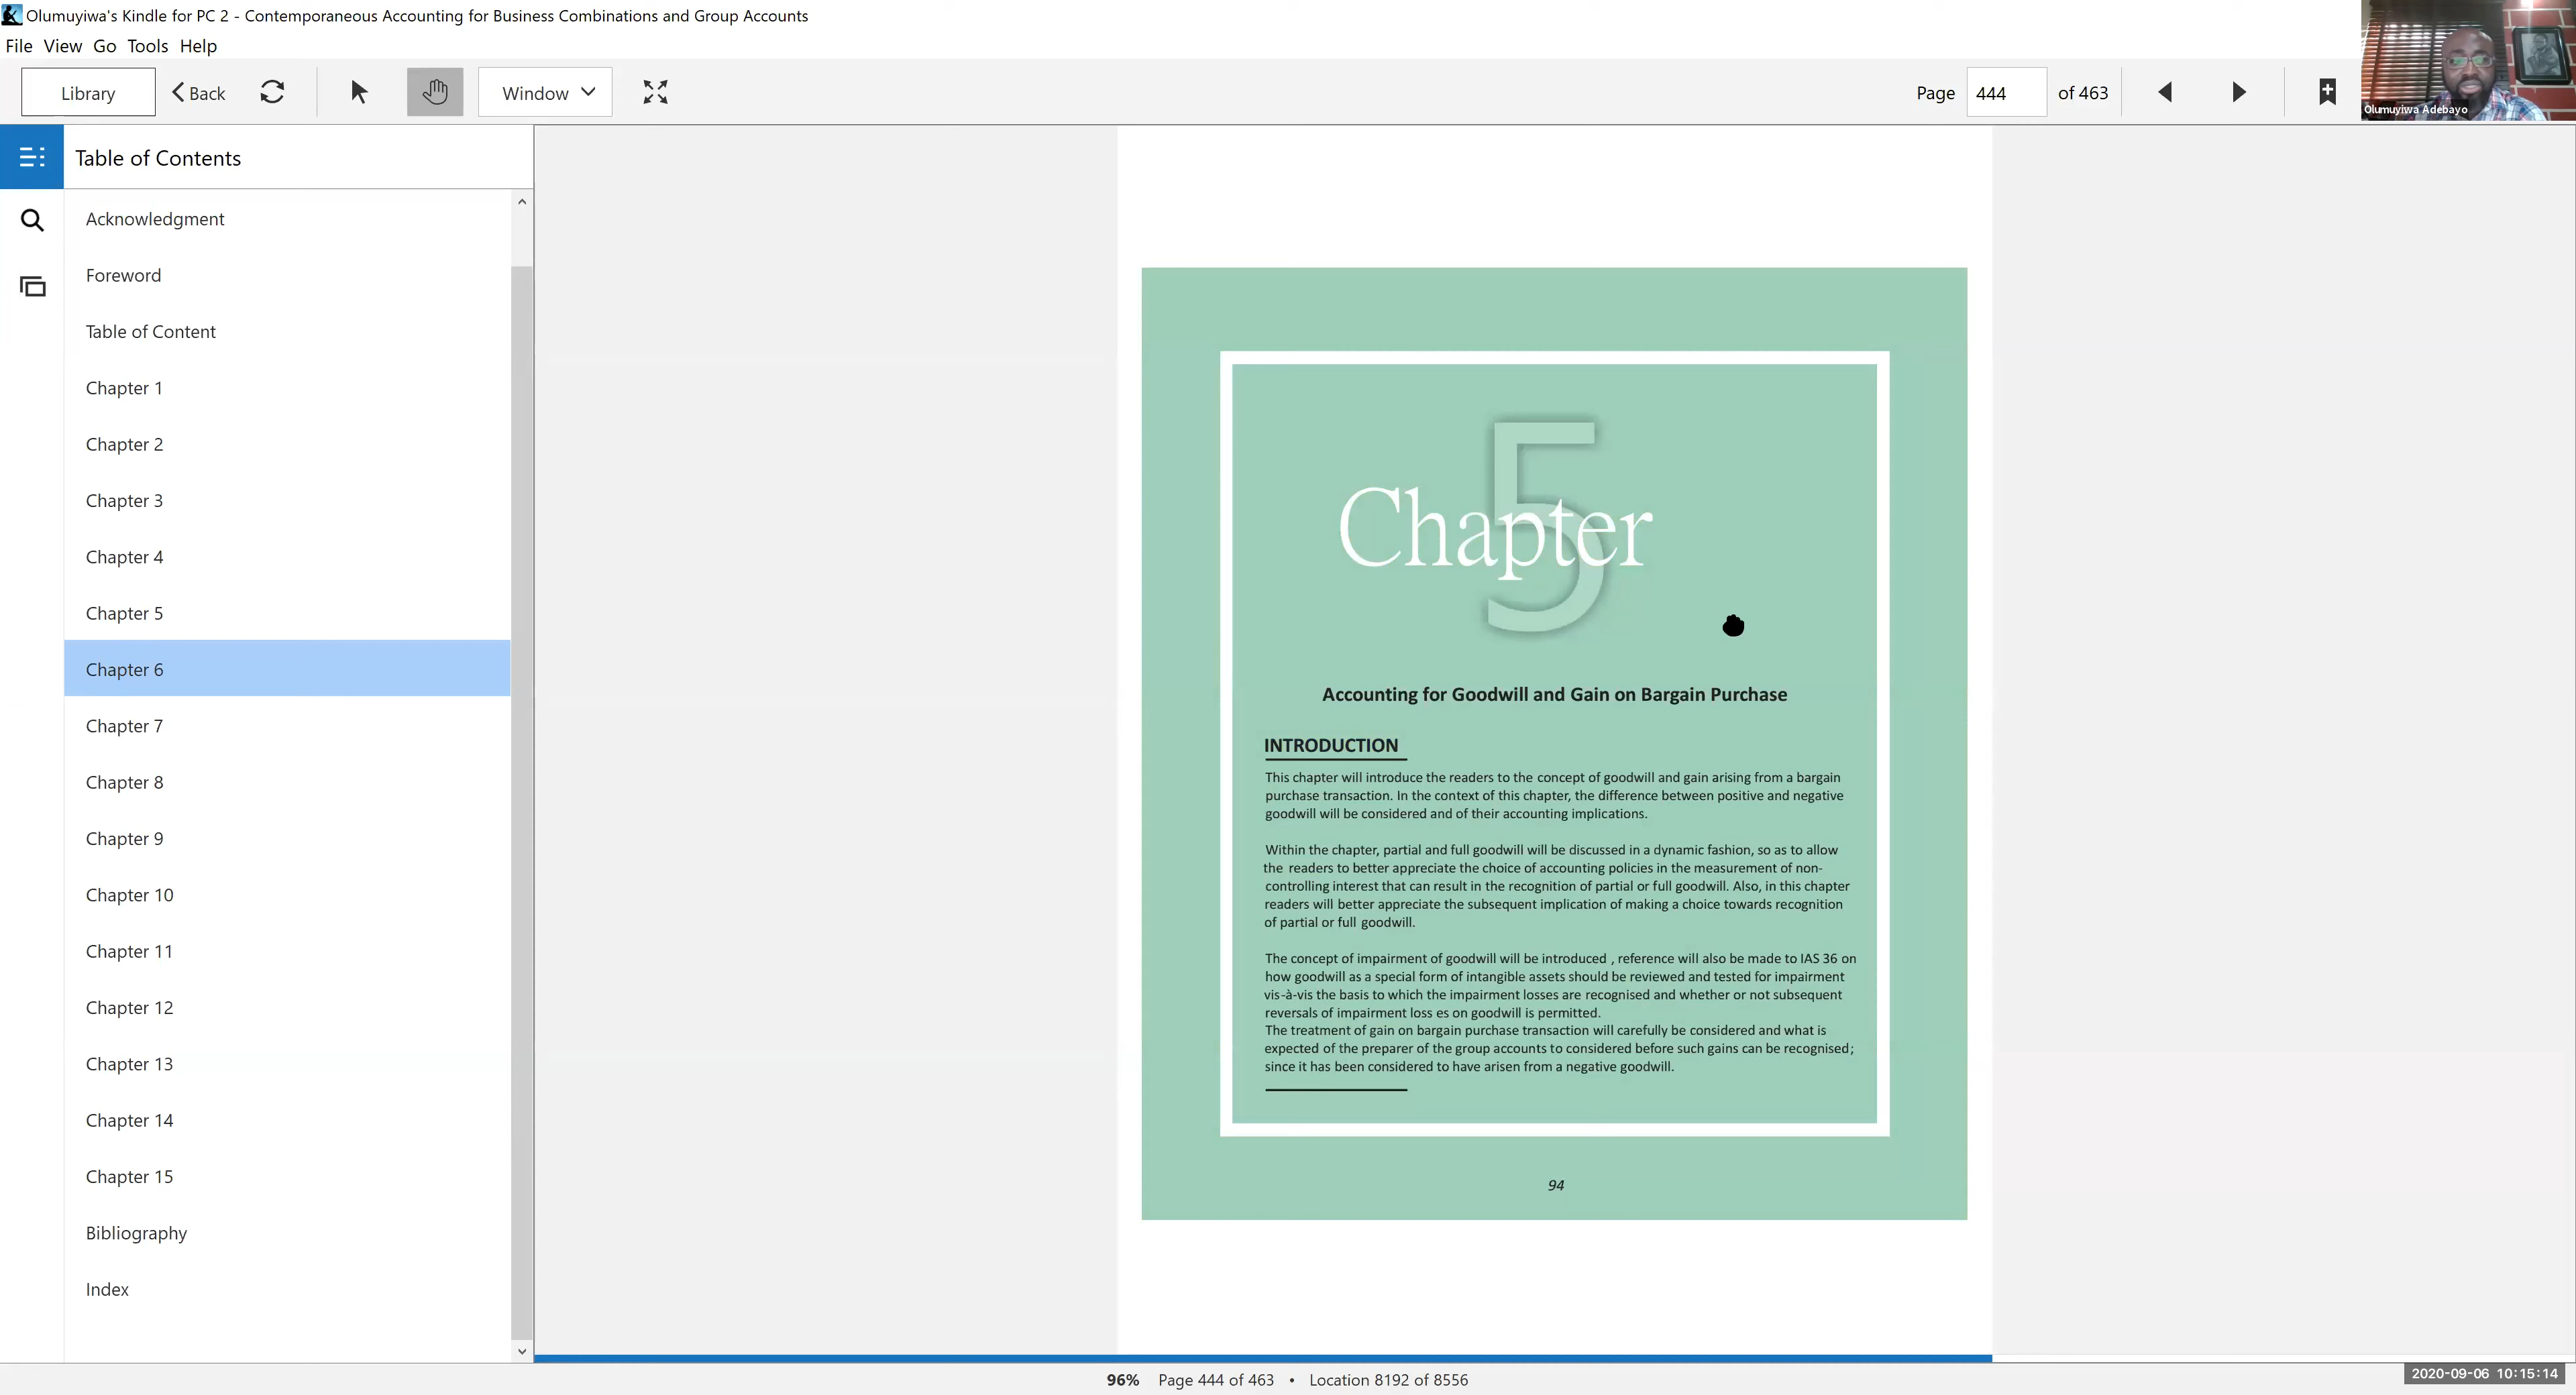 Olumuyiwa's Kindle for PC 2 - Contemporaneous Accounting for Business Combinations and Group Accounts
File View Go Tools Help
Library
Back
Window
Page 444 of 463
Olumuyiwa Adebayo
Table of Contents
Acknowledgment
Foreword
Table of Content
Chapter 1
Chapter 2
Chapter 3
Chapter 4
Chapter 5
Chapter 6
Chapter 7
Chapter 8
Chapter 9
Chapter 10
Chapter 11
Chapter 12
Chapter 13
Chapter 14
Chapter 15
Bibliography
Index
Chapter
5
Accounting for Goodwill and Gain on Bargain Purchase
INTRODUCTION
This chapter will introduce the readers to the concept of goodwill and gain arising from a bargain
purchase transaction. In the context of this chapter, the difference between positive and negative
goodwill will be considered and of their accounting implications.
Within the chapter, partial and full goodwill will be discussed in a dynamic fashion, so as to allow
the readers to better appreciate the choice of accounting policies in the measurement of non-
controlling interest that can result in the recognition of partial or full goodwill. Also, in this chapter
readers will better appreciate the subsequent implication of making a choice towards recognition
of partial or full goodwill.
The concept of impairment of goodwill will be introduced , reference will also be made to IAS 36 on
how goodwill as a special form of intangible assets should be reviewed and tested for impairment
vis-à-vis the basis to which the impairment losses are recognised and whether or not subsequent
reversals of impairment loss es on goodwill is permitted.
The treatment of gain on bargain purchase transaction will carefully be considered and what is
expected of the preparer of the group accounts to considered before such gains can be recognised;
since it has been considered to have arisen from a negative goodwill.
94
96% Page 444 of 463 • Location 8192 of 8556
2020-09-06 10:15:14